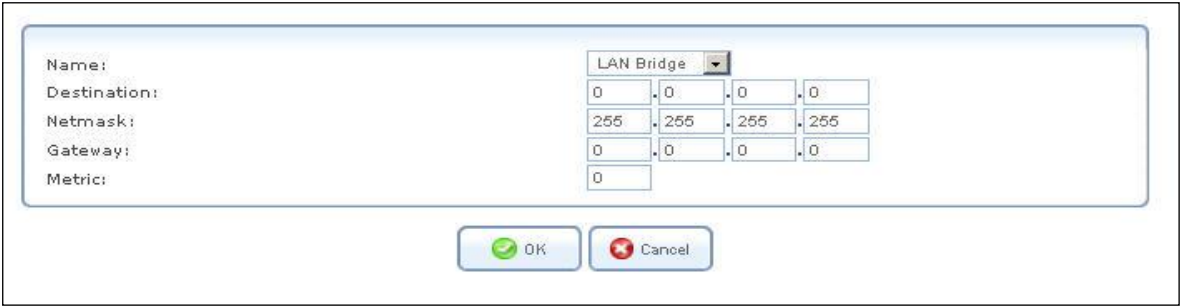 Name: LAN Bridge
Destination: 0 . 0 . 0 . 0
Netmask: 255 . 255 . 255 . 255
Gateway: 0 . 0 . 0 . 0
Metric: 0
OK Cancel